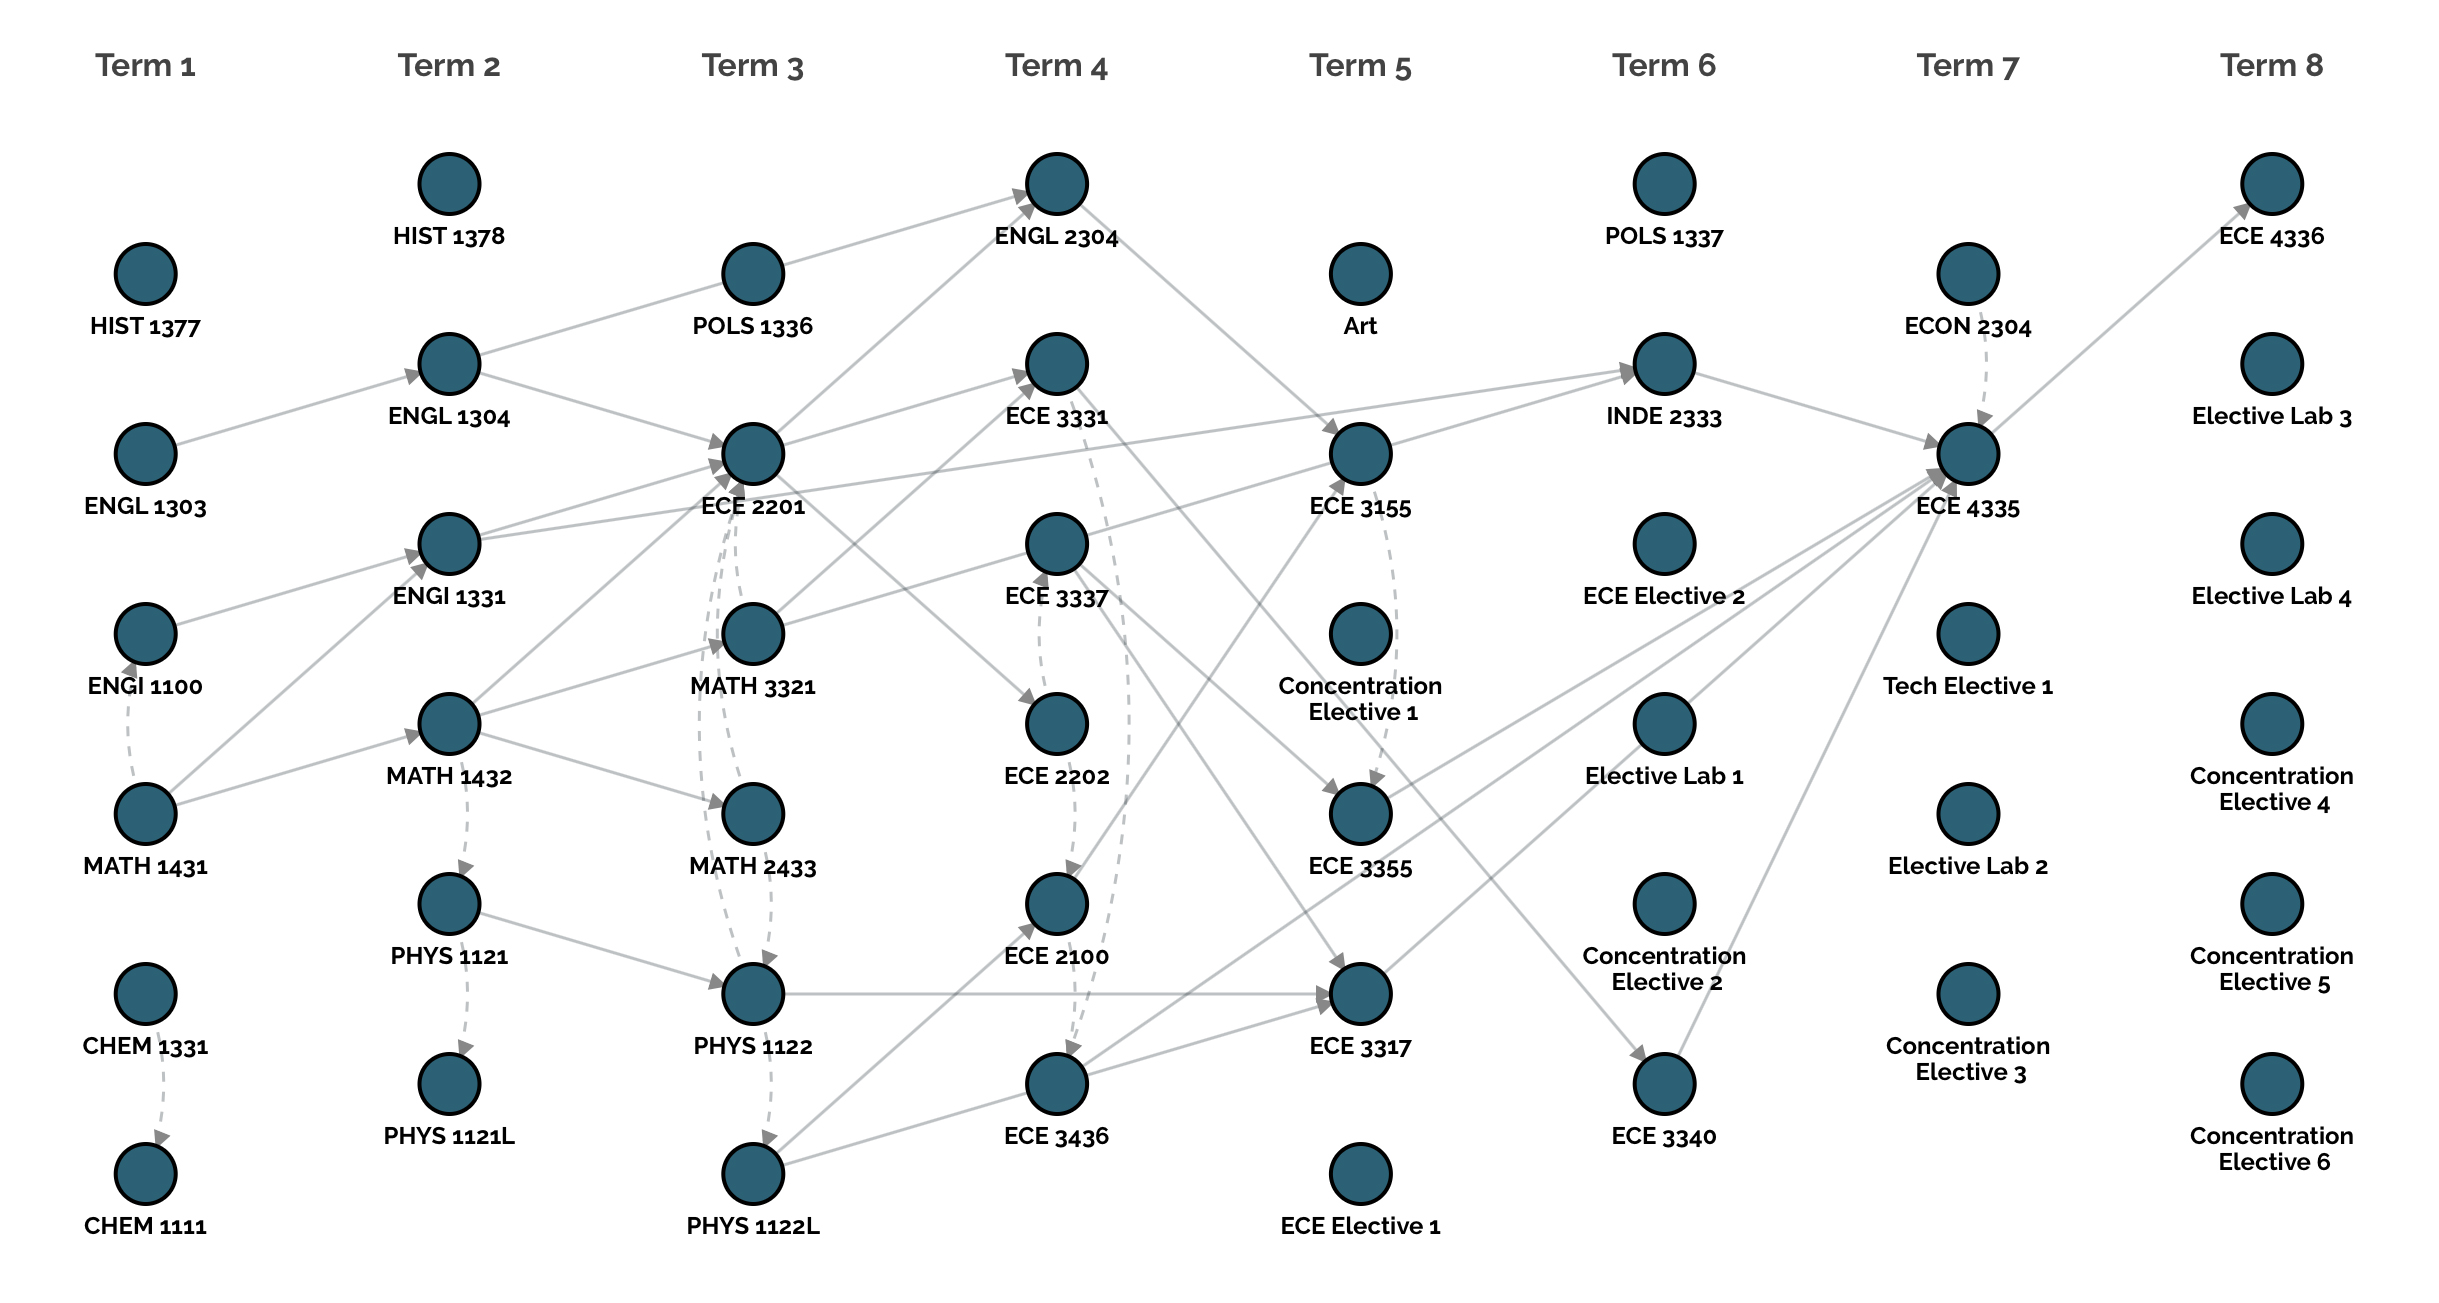 Term 1
Term 2
Term 3
Term 4
Term 5
Term 6
Term 7
Term 8
HIST 1377
ENGL 1303
ENGI 1100
MATH 1431
CHEM 1331
CHEM 1111
HIST 1378
ENGL 1304
ENGI 1331
MATH 1432
PHYS 1121
PHYS 1121L
POLS 1336
ECE 2201
MATH 3321
MATH 2433
PHYS 1122
PHYS 1122L
ENGL 2304
ECE 3331
ECE 3337
ECE 2202
ECE 2100
ECE 3436
Art
ECE 3155
Concentration
Elective 1
ECE 3355
ECE 3317
ECE Elective 1
POLS 1337
INDE 2333
ECE Elective 2
Elective Lab 1
Concentration
Elective 2
ECE 3340
ECON 2304
ECE 4335
Tech Elective 1
Elective Lab 2
Concentration
Elective 3
ECE 4336
Elective Lab 3
Elective Lab 4
Concentration
Elective 4
Concentration
Elective 5
Concentration
Elective 6